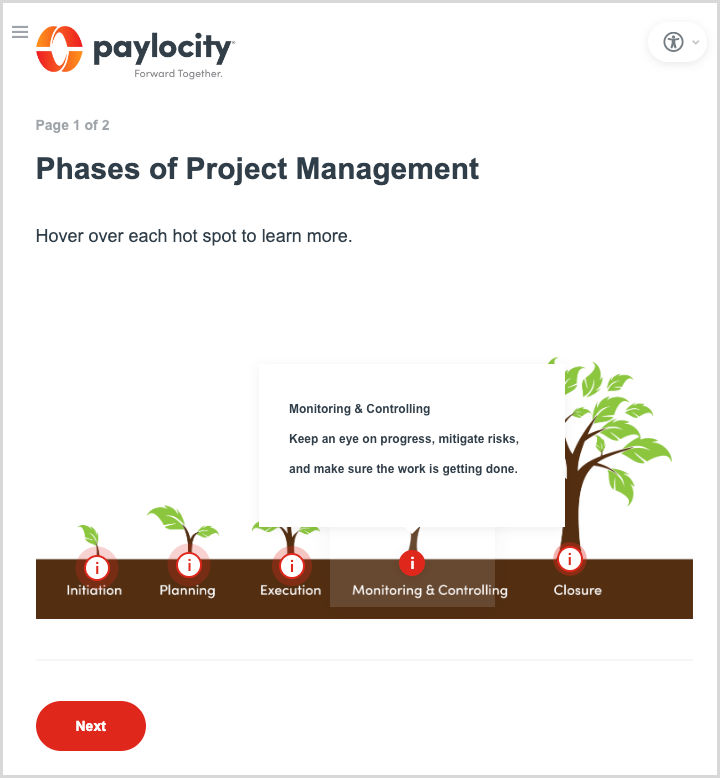 paylocity
Forward Together.
Page 1 of 2
Phases of Project Management
Hover over each hot spot to learn more.
Monitoring & Controlling
Keep an eye on progress, mitigate risks,
and make sure the work is getting done.
i i i i i
Initiation Planning Execution Monitoring & Controlling Closure
Next